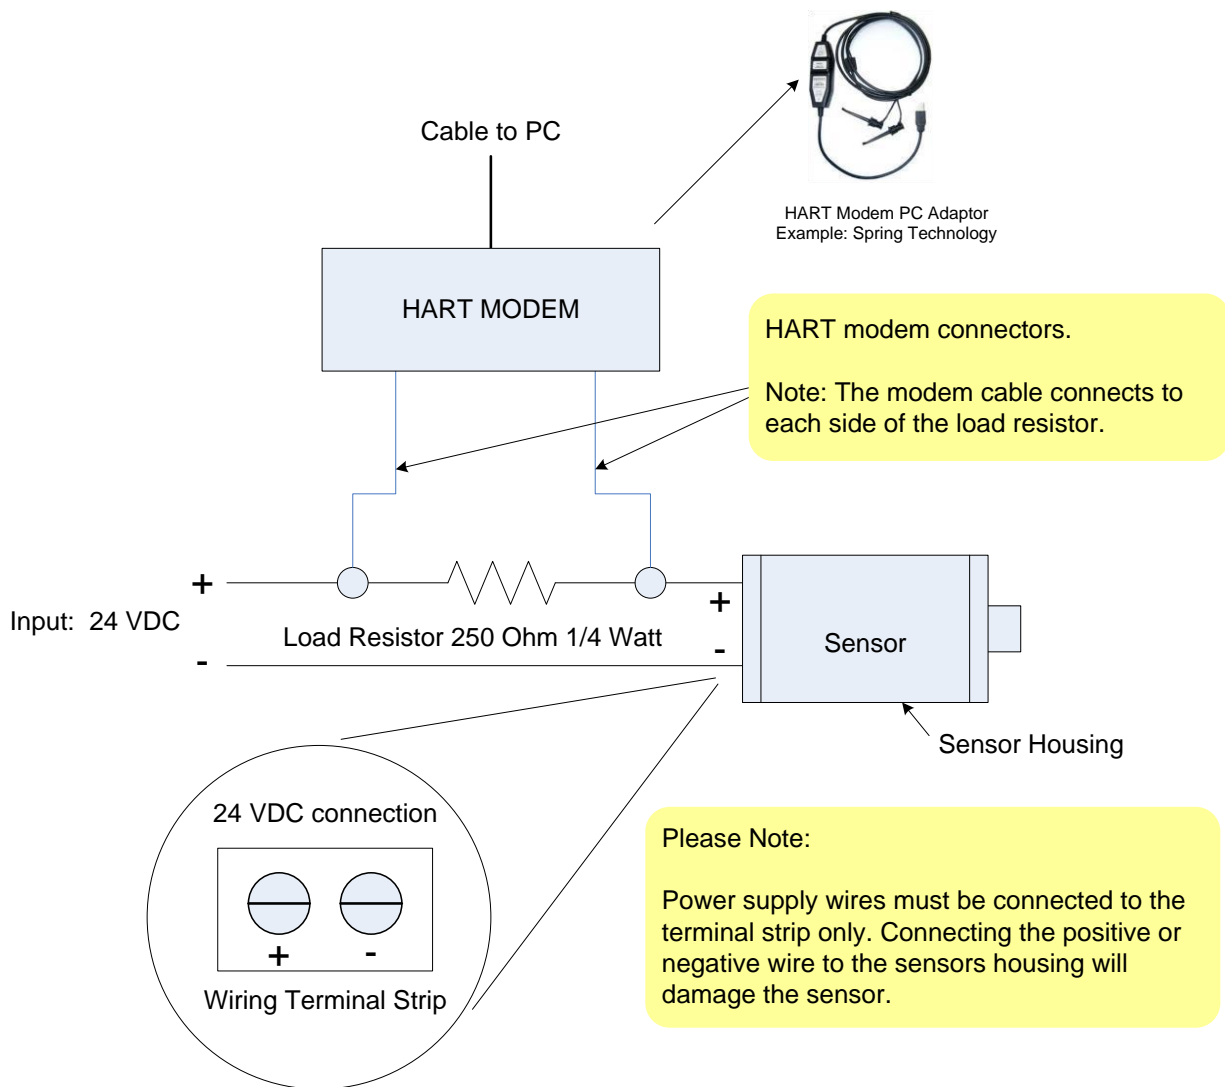 Cable to PC
HART Modem PC Adaptor
Example: Spring Technology
HART MODEM
HART modem connectors.
Note: The modem cable connects to
each side of the load resistor.
+
Input:  24 VDC
-
Load Resistor 250 Ohm 1/4 Watt
+
-
Sensor
Sensor Housing
24 VDC connection
+ -
Wiring Terminal Strip
Please Note:
Power supply wires must be connected to the
terminal strip only. Connecting the positive or
negative wire to the sensors housing will
damage the sensor.